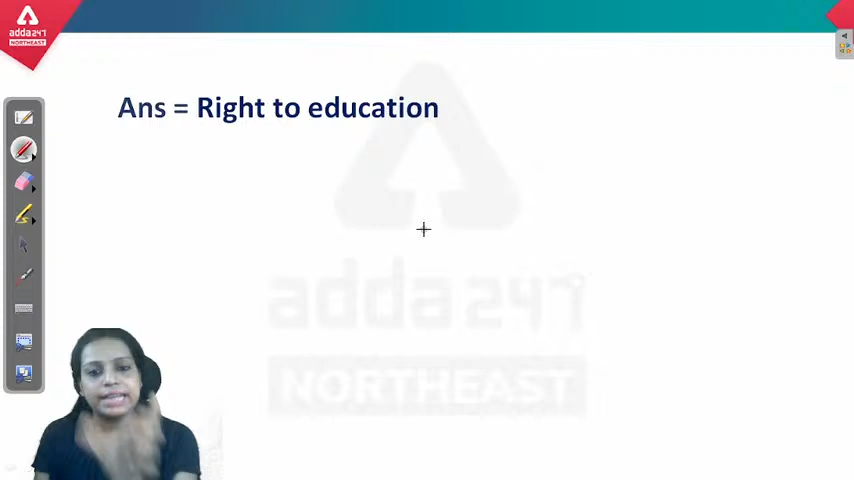 adda247
NORTHEAST
Ans = Right to education
adda247
NORTHEAST